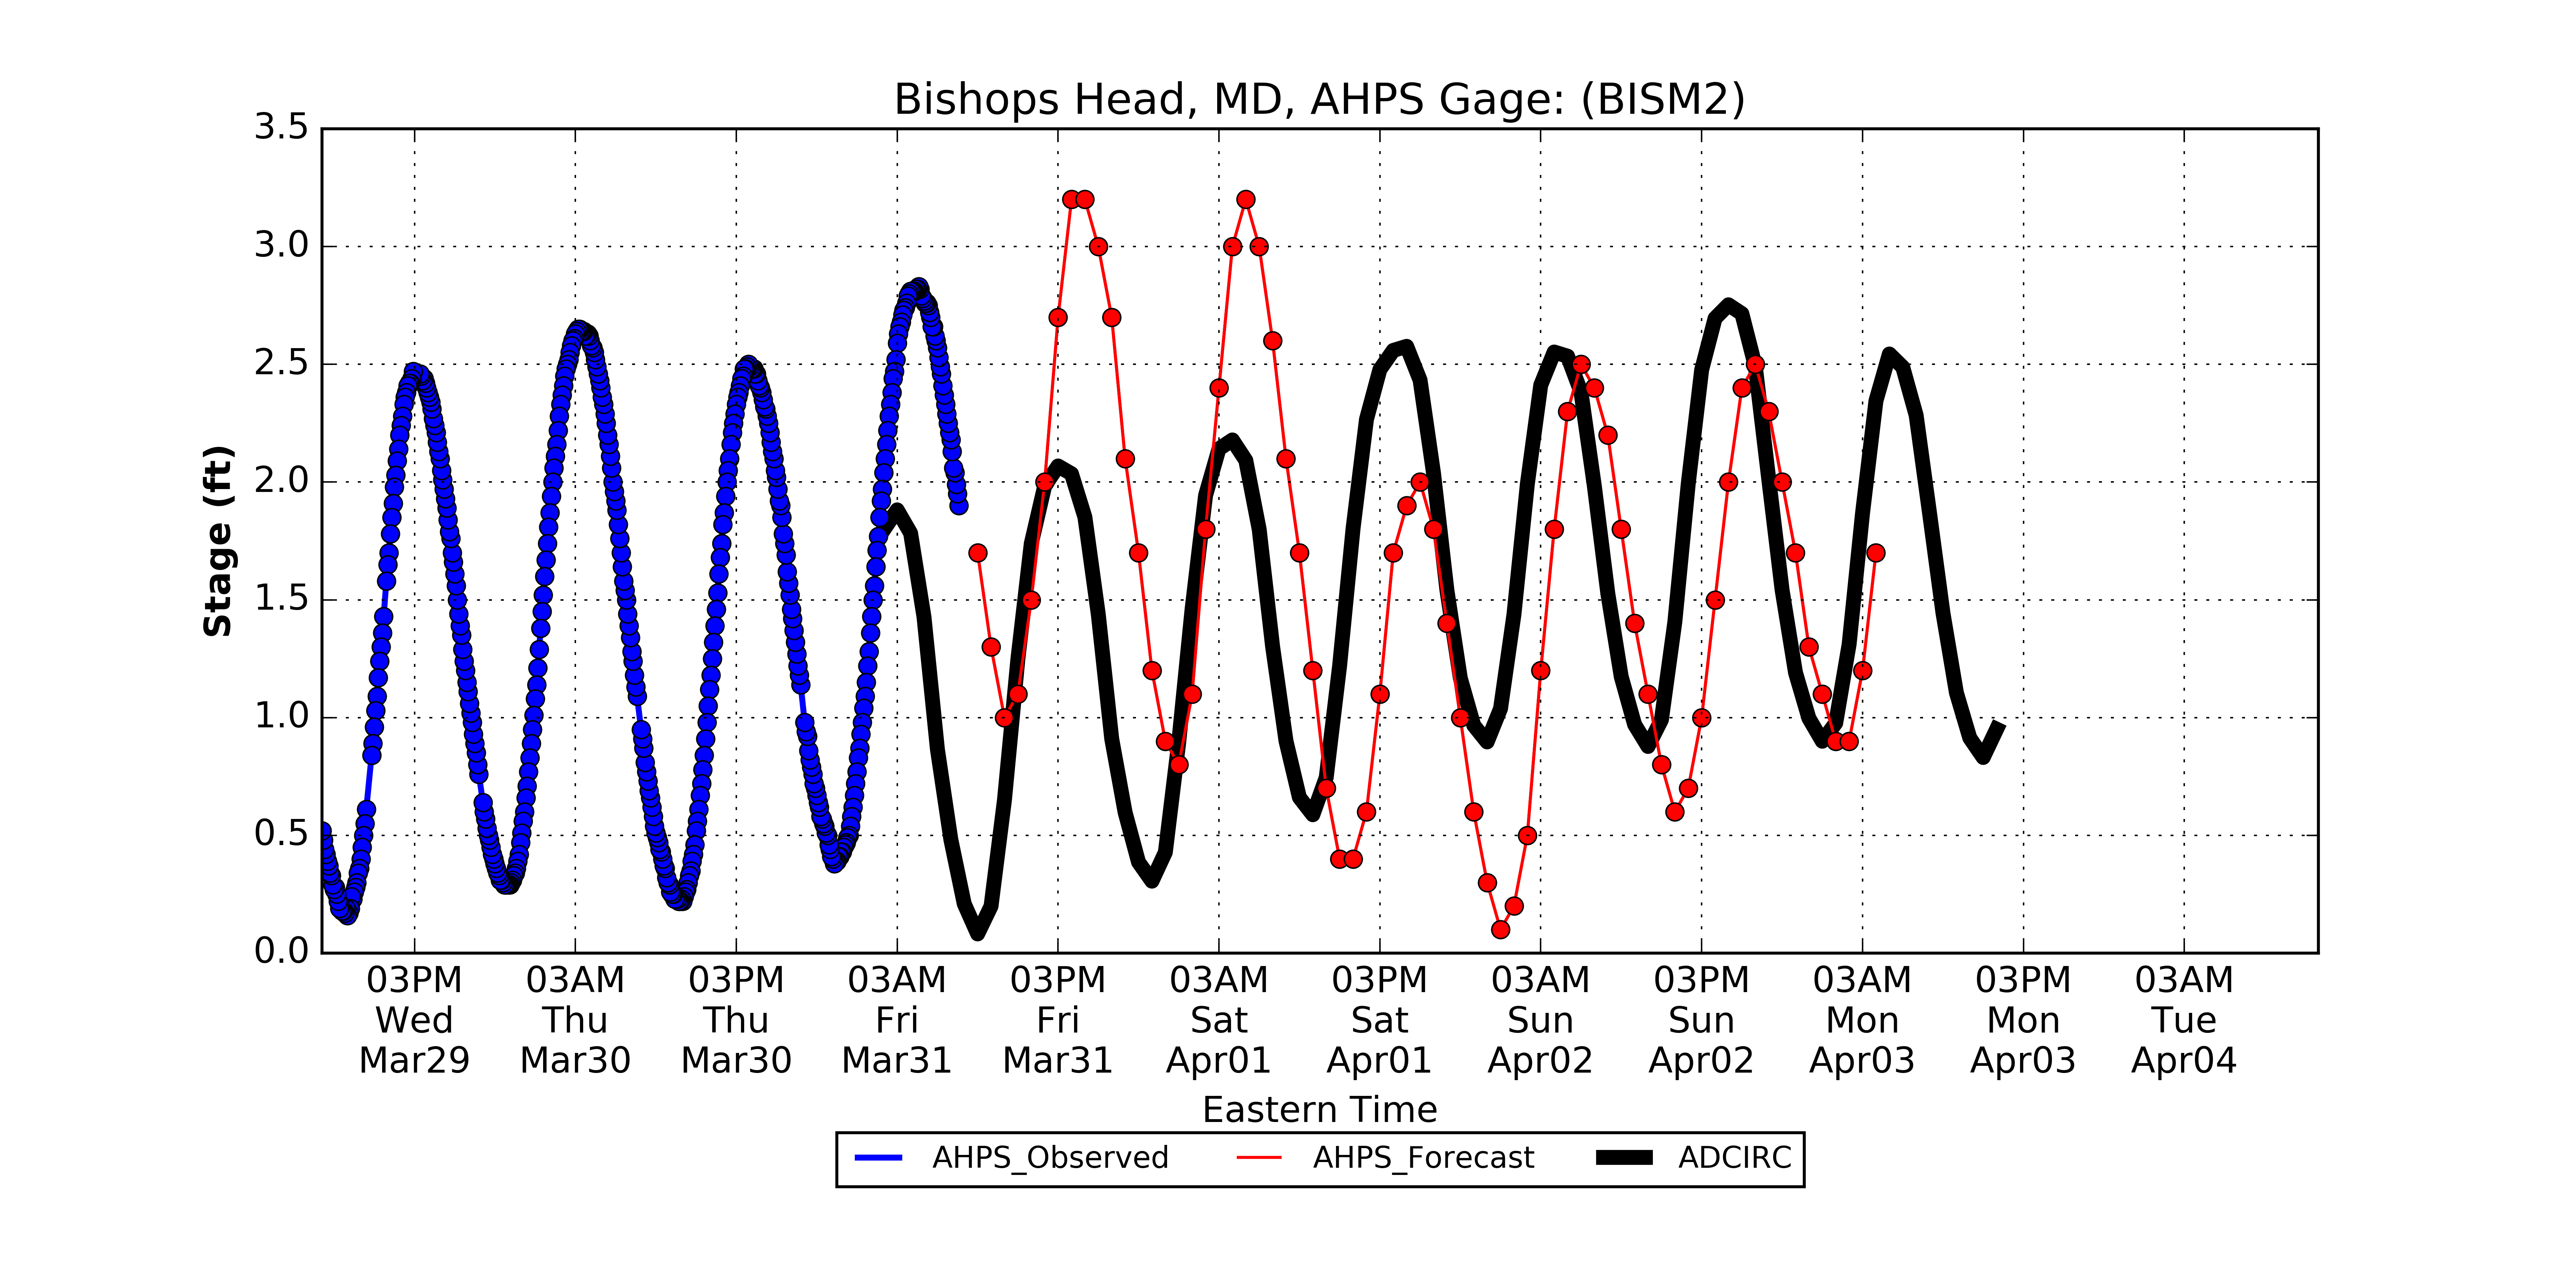 Bishops Head, MD, AHPS Gage: (BISM2)
3.5
3.0
2.5
2.0
1.5
1.0
0.5
0.0
Stage (ft)
03PM 03AM 03PM 03AM 03PM 03AM 03PM 03AM 03PM 03AM 03PM 03AM
Wed Thu Thu Fri Fri Sat Sat Sun Sun Mon Mon Tue
Mar29 Mar30 Mar30 Mar31 Mar31 Apr01 Apr01 Apr02 Apr02 Apr03 Apr03 Apr04
Eastern Time
AHPS_Observed AHPS_Forecast ADCIRC